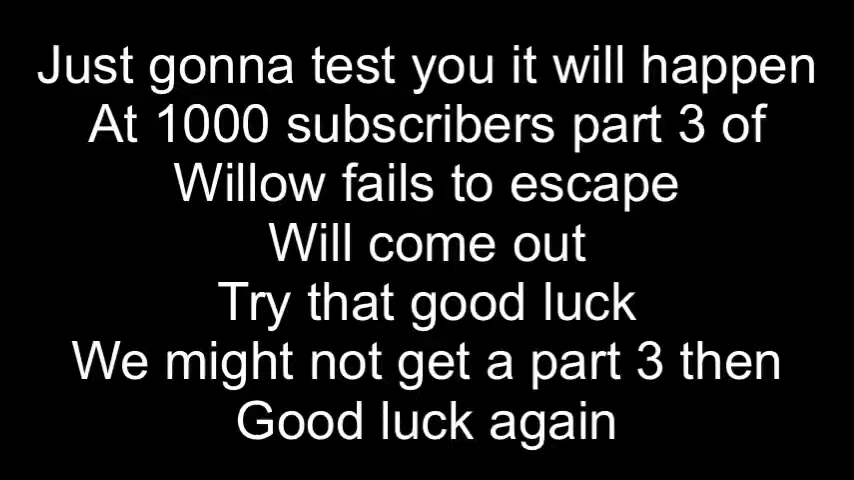 Just gonna test you it will happen
At 1000 subscribers part 3 of
Willow fails to escape
Will come out
Try that good luck
We might not get a part 3 then
Good luck again